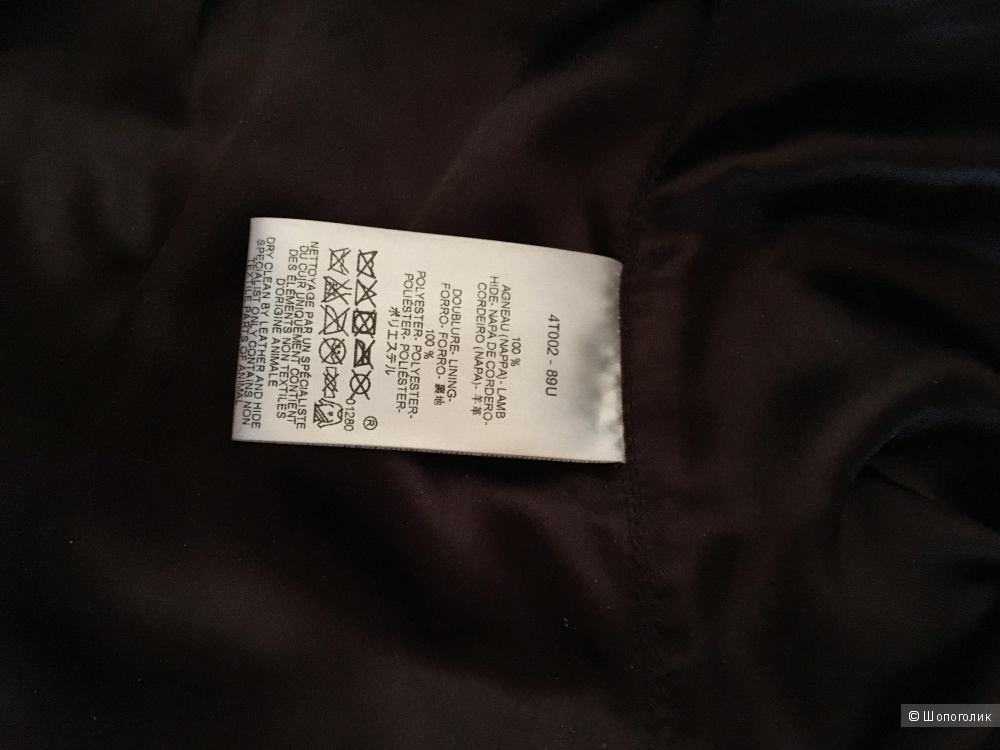 4T002 - 89U
100 %
AGNEAU (NAPPA)- LAMB
HIDE- NAPA DE CORDERO-
CORDEIRO (NAPA)- 羊革
DOUBLURE- LINING-
FORRO- FORRO- 裏地
100 %
POLYESTER- POLYESTER-
POLIÉSTER- POLIÉSTER-
ポリエステル
®
01280
NETTOYAGE PAR UN SPÉCIALISTE
DU CUIR UNIQUEMENT CONTIENT
DES ÉLÉMENTS NON TEXTILES
D'ORIGINE ANIMALE
DRY CLEAN BY LEATHER AND HIDE
SPECIALIST ONLY CONTAINS NON
TEXTILE PARTS OF ANIMAL
© Шопоголик